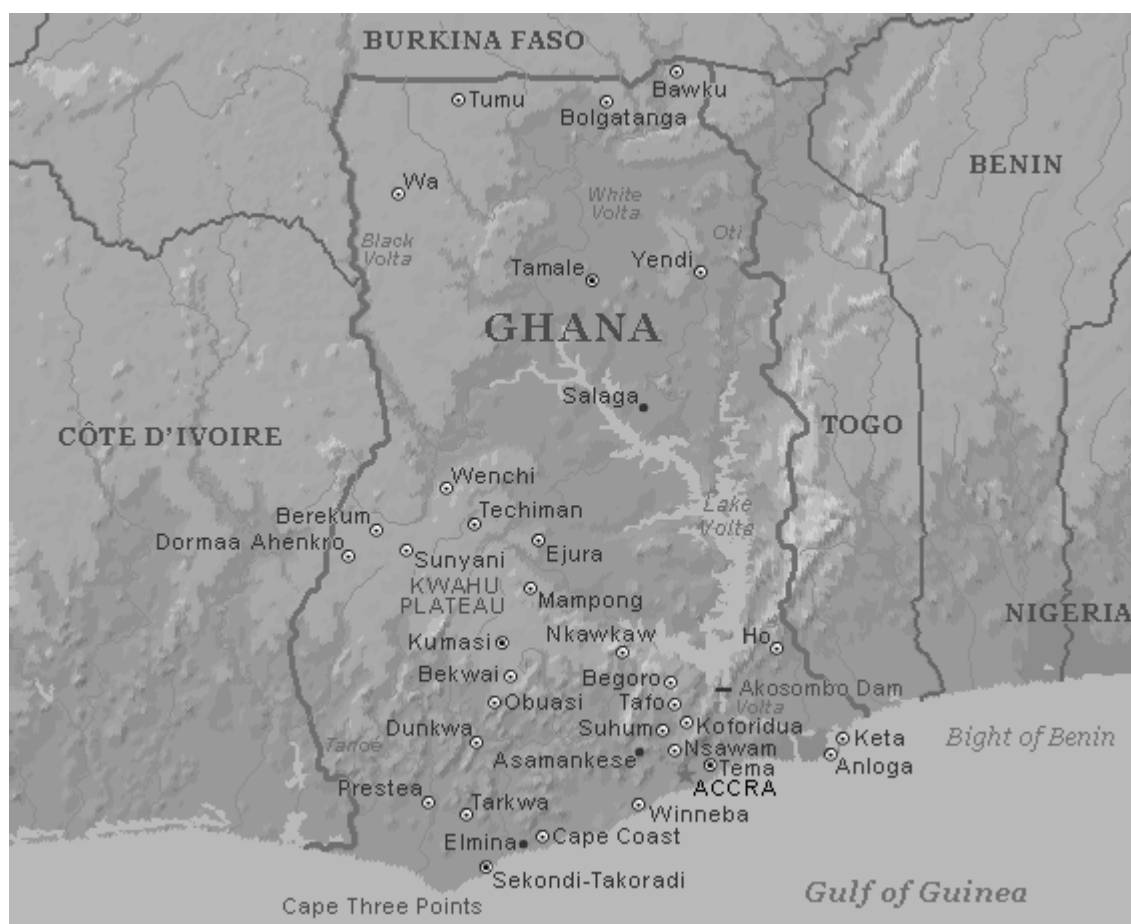 BURKINA FASO
Bawku
Tumu
Bolgatanga
BENIN
Wa
White
Volta
Oti
Black
Volta
Yendi
Tamale
GHANA
Salaga
TOGO
CÔTE D'IVOIRE
Wenchi
Lake
Volta
Techiman
Berekum
Dormaa Ahenkro
Ejura
Sunyani
KWAHU
PLATEAU
Mampong
NIGERIA
Nkawkaw
Ho
Kumasi
Bekwai
Begoro
Akosombo Dam
Obuasi
Tafo
Volta
Koforidua
Dunkwa
Suhum
Keta
Bight of Benin
Tanoé
Nsawam
Asamankese
Tema
Anloga
ACCRA
Prestea
Tarkwa
Winneba
Elmina
Cape Coast
Sekondi-Takoradi
Gulf of Guinea
Cape Three Points